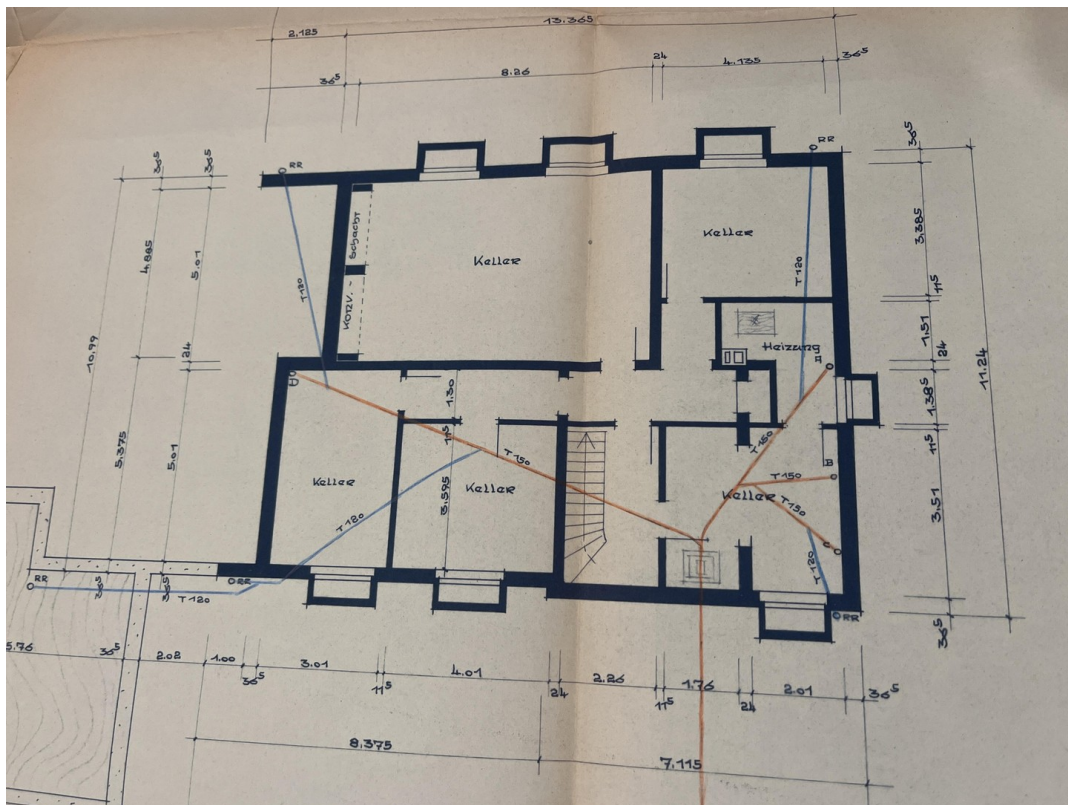 13.365
2.125
36⁵
8.26
24
4.135
36⁵
RR
RR
36⁵
36⁵
36⁵
4.885
5.01
Schacht
Konzv. -
Keller
Keller
3.385
11⁵
T 120
T 120
Heizung
A
1.51
24
10.99
24
D
1.30
11⁵
1.385
11⁵
11.24
5.375
5.01
T 150
T 150
B
T 150
Keller
Keller
3.595
Keller
T 150
3.51
C
T 120
T 120
RR
RR
T 120
36⁵
36⁵
RR
36⁵
5.76
36⁵
2.02
1.00
36⁵
3.01
11⁵
4.01
24
2.26
11⁵
1.76
24
2.01
36⁵
8.375
7.115